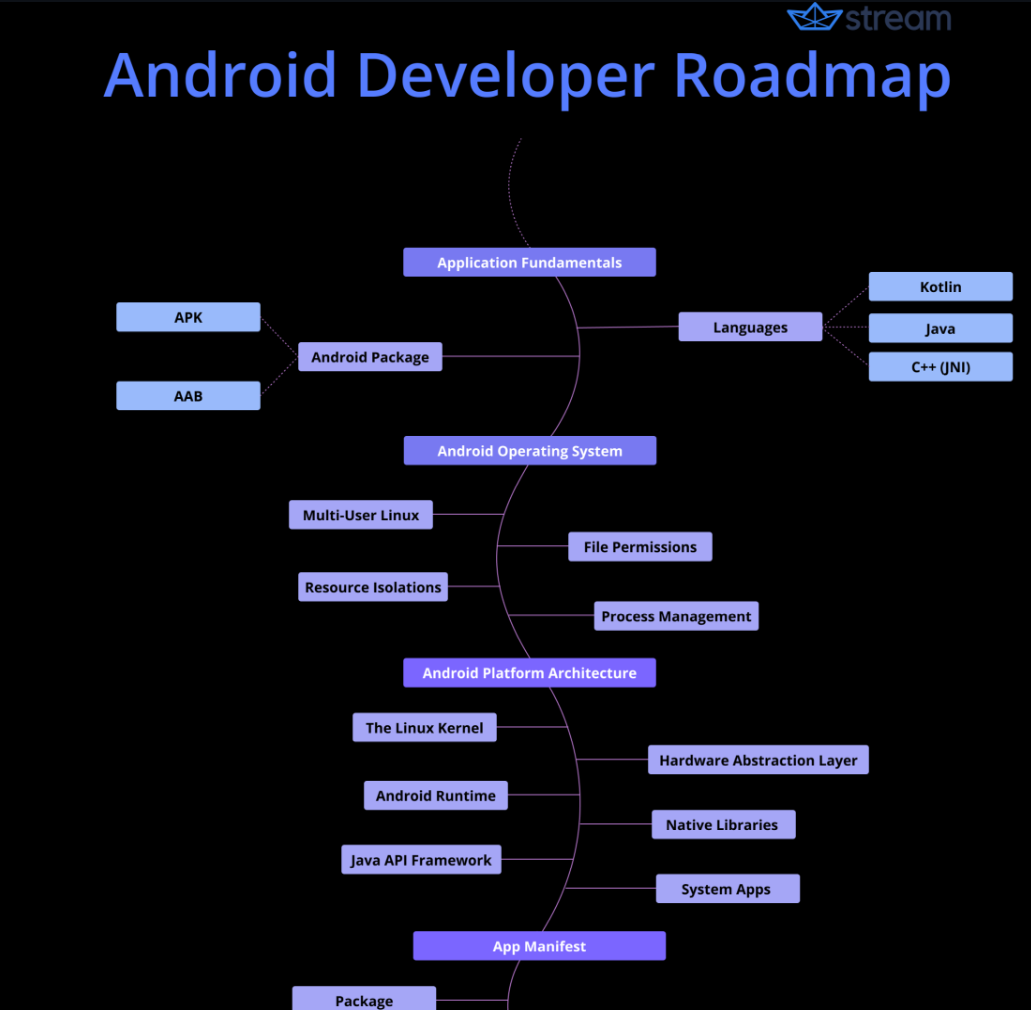 stream
Android Developer Roadmap
Application Fundamentals
Kotlin
APK
Languages
Java
Android Package
C++ (JNI)
AAB
Android Operating System
Multi-User Linux
File Permissions
Resource Isolations
Process Management
Android Platform Architecture
The Linux Kernel
Hardware Abstraction Layer
Android Runtime
Native Libraries
Java API Framework
System Apps
App Manifest
Package